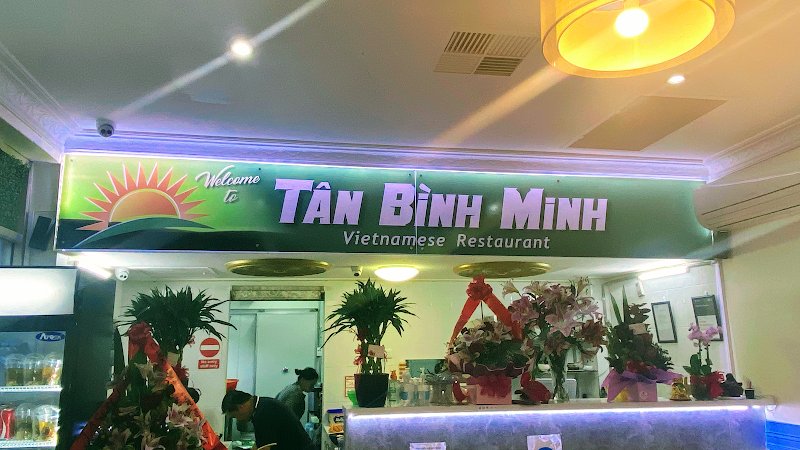 Welcome
to
TÂN BÌNH MINH
Vietnamese Restaurant